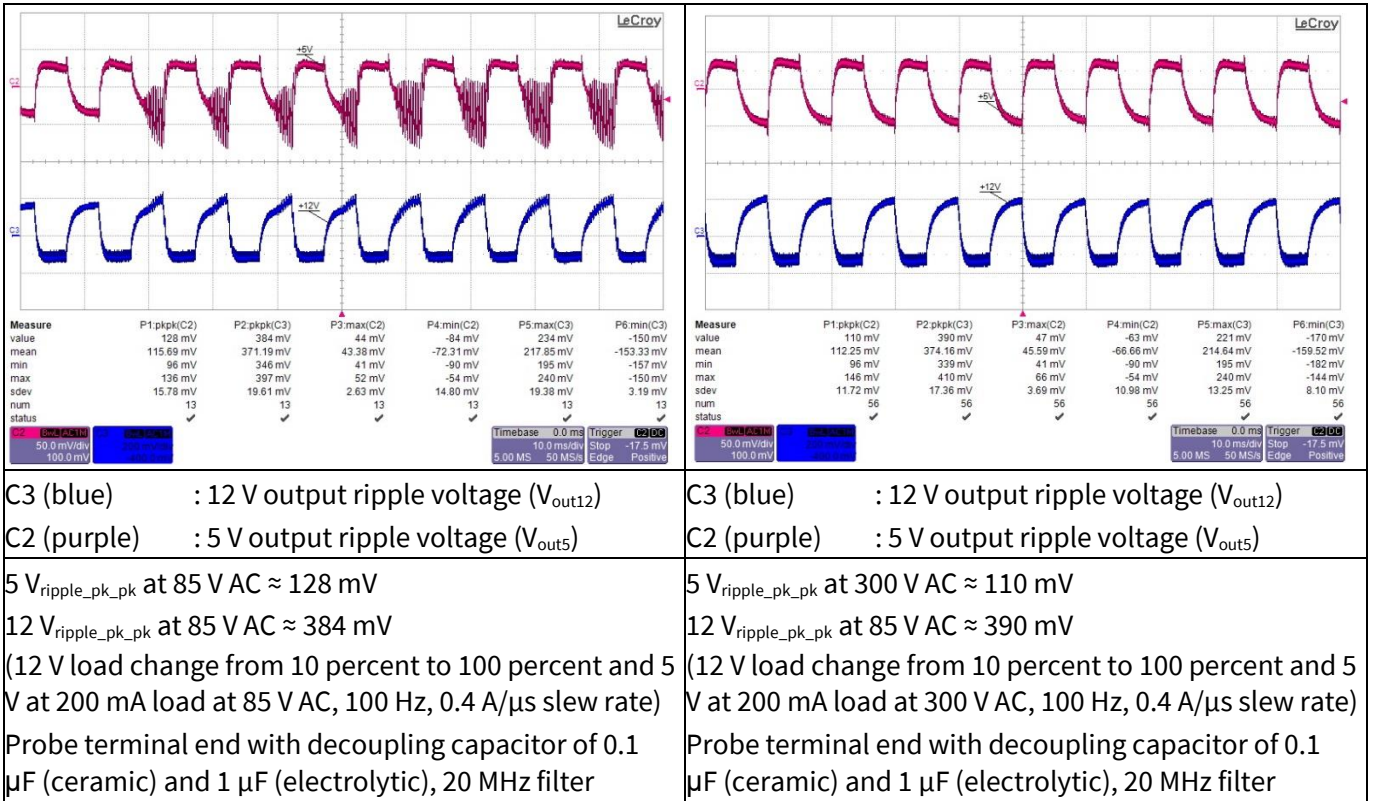 LeCroy
+5V
C2
+12V
C3
Measure P1:pkpk(C2) P2:pkpk(C3) P3:max(C2) P4:min(C2) P5:max(C3) P6:min(C3)
value 128 mV 384 mV 44 mV -84 mV 234 mV -150 mV
mean 115.69 mV 371.19 mV 43.38 mV -72.31 mV 217.85 mV -153.33 mV
min 96 mV 346 mV 41 mV -90 mV 195 mV -157 mV
max 136 mV 397 mV 52 mV -54 mV 240 mV -150 mV
sdev 15.78 mV 19.61 mV 2.63 mV 14.80 mV 19.38 mV 3.19 mV
num 13 13 13 13 13 13
status ✓ ✓ ✓ ✓ ✓ ✓
C2 BwL AC1M Timebase 0.0 ms Trigger C2 DC
50.0 mV/div 10.0 ms/div Stop -17.5 mV
100.0 mV 5.00 MS 50 MS/s Edge Positive
LeCroy
C2
+5V
+12V
C3
Measure P1:pkpk(C2) P2:pkpk(C3) P3:max(C2) P4:min(C2) P5:max(C3) P6:min(C3)
value 110 mV 390 mV 47 mV -63 mV 221 mV -170 mV
mean 112.25 mV 374.16 mV 45.59 mV -66.66 mV 214.64 mV -159.52 mV
min 96 mV 339 mV 41 mV -90 mV 195 mV -182 mV
max 146 mV 410 mV 66 mV -54 mV 240 mV -144 mV
sdev 11.72 mV 17.36 mV 3.69 mV 10.98 mV 13.25 mV 8.10 mV
num 56 56 56 56 56 56
status ✓ ✓ ✓ ✓ ✓ ✓
C2 BwL AC1M Timebase 0.0 ms Trigger C2 DC
50.0 mV/div 10.0 ms/div Stop -17.5 mV
100.0 mV 5.00 MS 50 MS/s Edge Positive
C3 (blue) : 12 V output ripple voltage (Vout12)
C2 (purple) : 5 V output ripple voltage (Vout5)
C3 (blue) : 12 V output ripple voltage (Vout12)
C2 (purple) : 5 V output ripple voltage (Vout5)
5 Vripple_pk_pk at 85 V AC ≈ 128 mV
12 Vripple_pk_pk at 85 V AC ≈ 384 mV
(12 V load change from 10 percent to 100 percent and 5
V at 200 mA load at 85 V AC, 100 Hz, 0.4 A/µs slew rate)
Probe terminal end with decoupling capacitor of 0.1
µF (ceramic) and 1 µF (electrolytic), 20 MHz filter
5 Vripple_pk_pk at 300 V AC ≈ 110 mV
12 Vripple_pk_pk at 85 V AC ≈ 390 mV
(12 V load change from 10 percent to 100 percent and 5
V at 200 mA load at 300 V AC, 100 Hz, 0.4 A/µs slew rate)
Probe terminal end with decoupling capacitor of 0.1
µF (ceramic) and 1 µF (electrolytic), 20 MHz filter